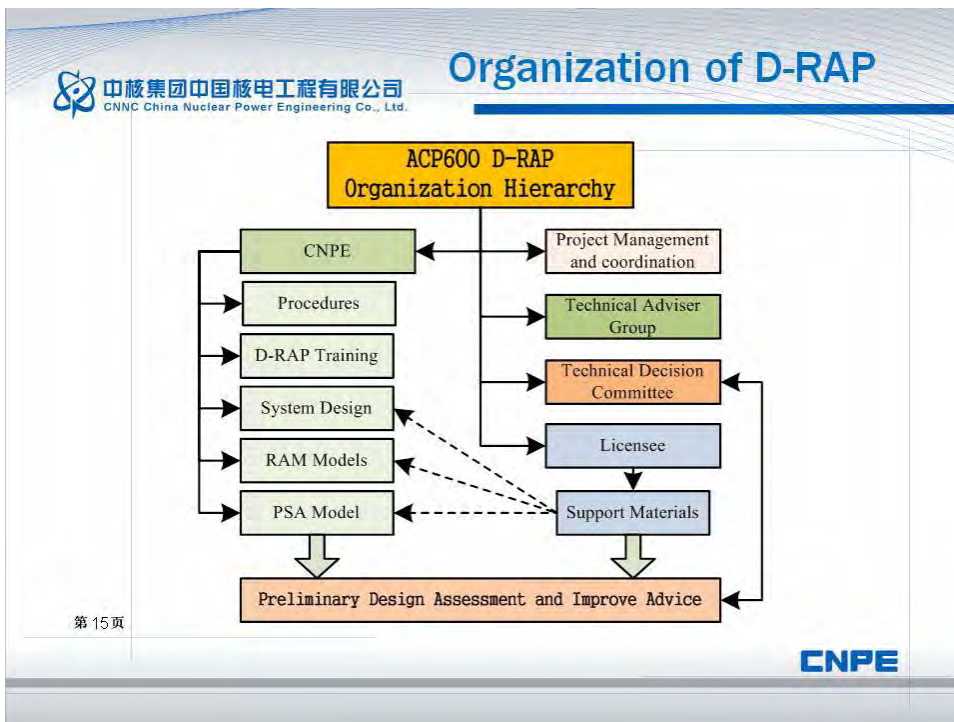 Organization of D-RAP
中核集团中国核电工程有限公司
CNNC China Nuclear Power Engineering Co., Ltd.
ACP600 D-RAP
Organization Hierarchy
CNPE
Project Management
and coordination
Procedures
Technical Adviser
Group
D-RAP Training
Technical Decision
Committee
System Design
Licensee
RAM Models
PSA Model
Support Materials
Preliminary Design Assessment and Improve Advice
第15页
CNPE